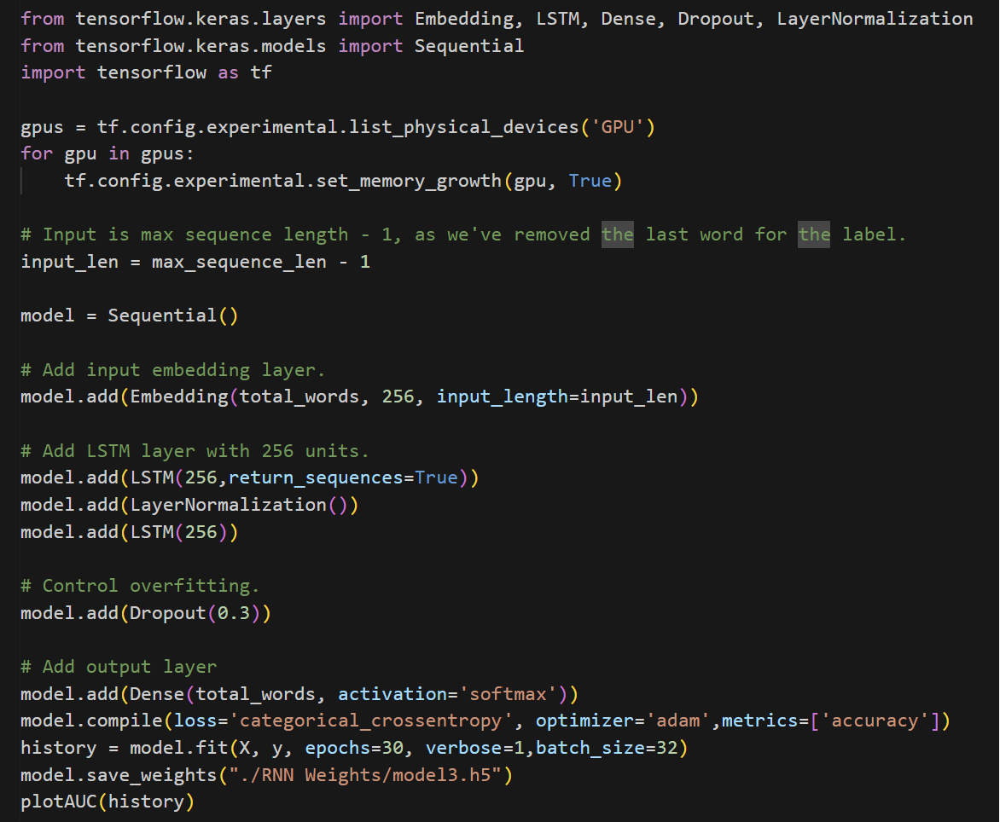 from tensorflow.keras.layers import Embedding, LSTM, Dense, Dropout, LayerNormalization
from tensorflow.keras.models import Sequential
import tensorflow as tf

gpus = tf.config.experimental.list_physical_devices('GPU')
for gpu in gpus:
    tf.config.experimental.set_memory_growth(gpu, True)

# Input is max sequence length - 1, as we've removed the last word for the label.
input_len = max_sequence_len - 1

model = Sequential()

# Add input embedding layer.
model.add(Embedding(total_words, 256, input_length=input_len))

# Add LSTM layer with 256 units.
model.add(LSTM(256,return_sequences=True))
model.add(LayerNormalization())
model.add(LSTM(256))

# Control overfitting.
model.add(Dropout(0.3))

# Add output layer
model.add(Dense(total_words, activation='softmax'))
model.compile(loss='categorical_crossentropy', optimizer='adam',metrics=['accuracy'])
history = model.fit(X, y, epochs=30, verbose=1,batch_size=32)
model.save_weights("./RNN Weights/model3.h5")
plotAUC(history)